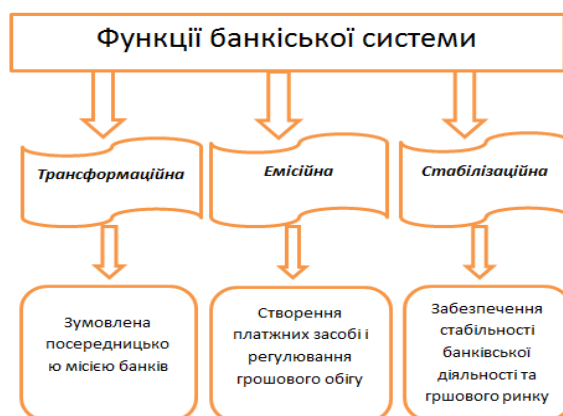 Функції банкіської системи
Трансформаційна
Емісійна
Стабілізаційна
Зумовлена
посередницько
ю місією банків
Створення
платжних засобі і
регулювання
грошового обігу
Забезпечення
стабільності
банківської
діяльності та
гршового ринку